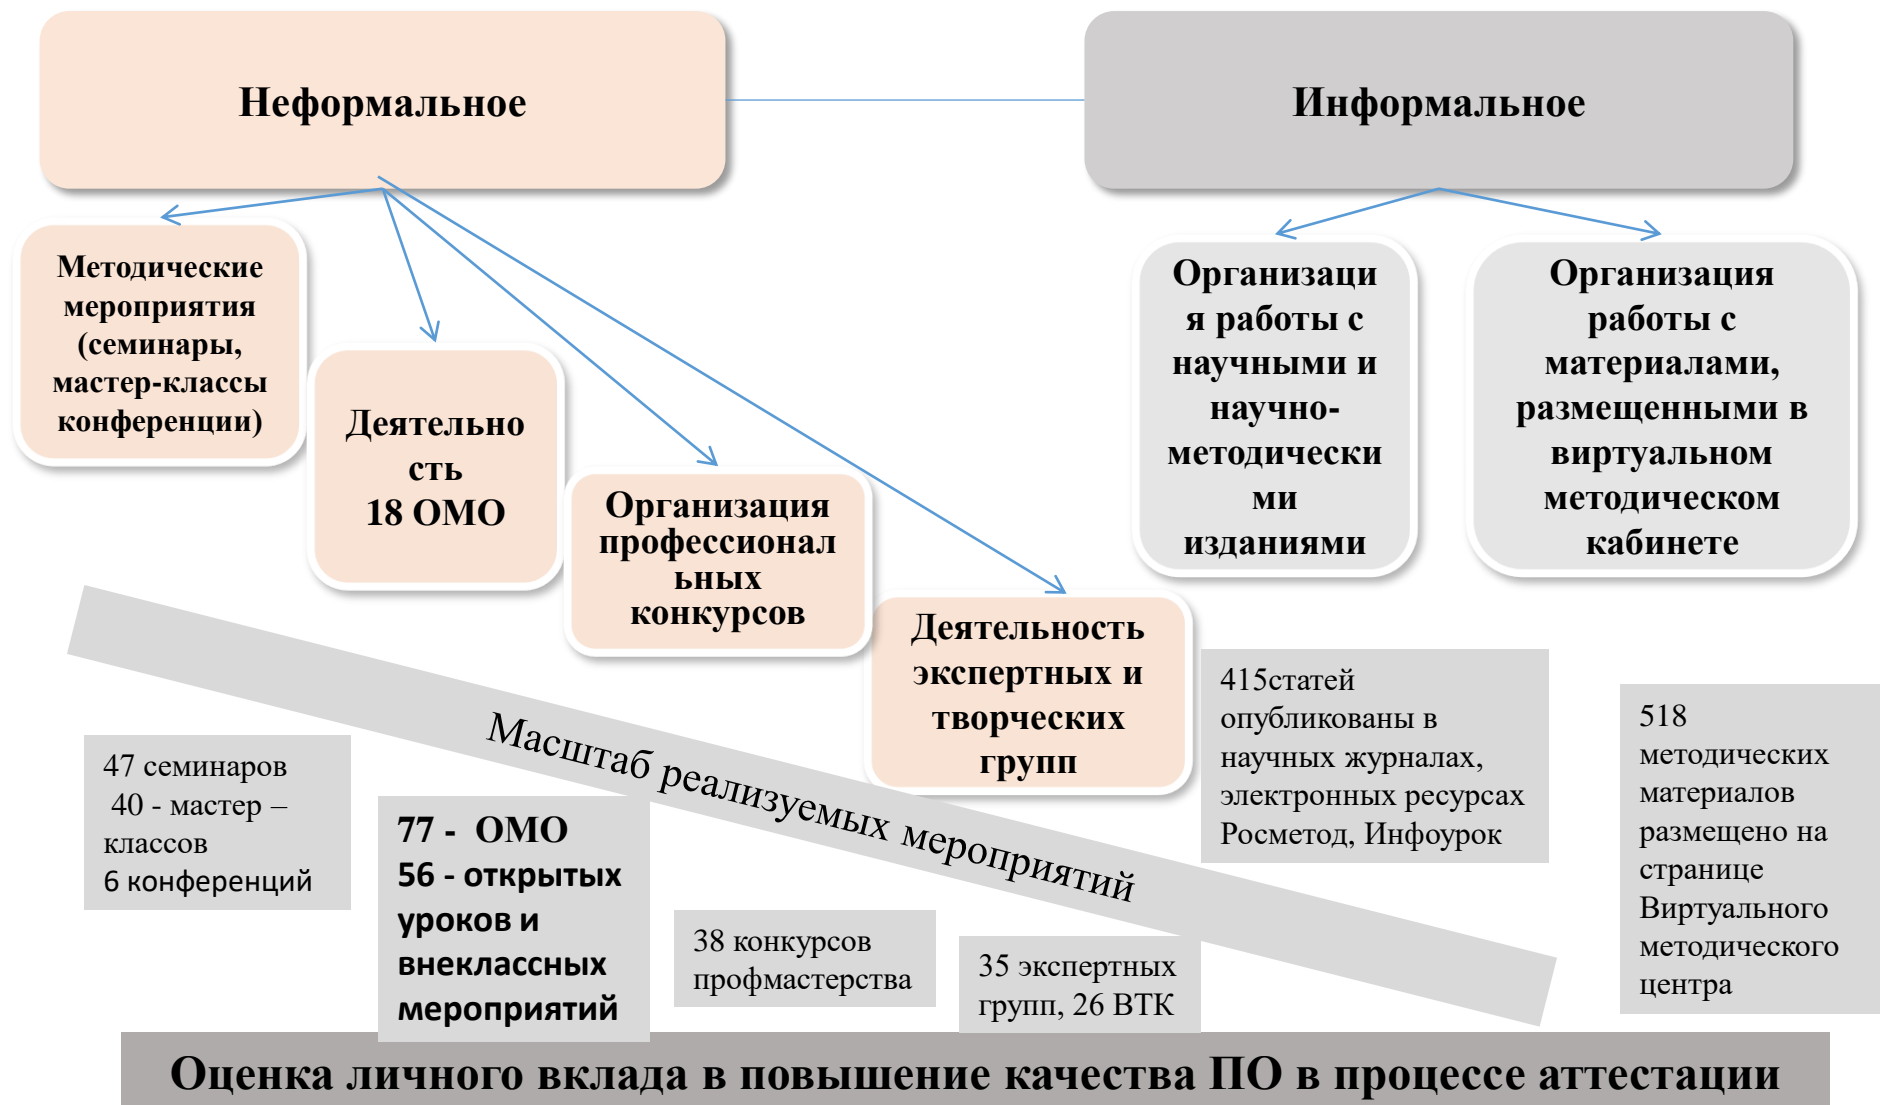 Неформальное
Информальное
Методические
мероприятия
(семинары,
мастер-классы
конференции)
Деятельно
сть
18 ОМО
Организация
профессионал
ьных
конкурсов
Деятельность
экспертных и
творческих
групп
Организаци
я работы с
научными и
научно-
методически
ми
изданиями
Организация
работы с
материалами,
размещенными в
виртуальном
методическом
кабинете
Масштаб реализуемых мероприятий
47 семинаров
40 - мастер –
классов
6 конференций
77 - ОМО
56 - открытых
уроков и
внеклассных
мероприятий
38 конкурсов
профмастерства
35 экспертных
групп, 26 ВТК
415статей
опубликованы в
научных журналах,
электронных ресурсах
Росметод, Инфоурок
518
методических
материалов
размещено на
странице
Виртуального
методического
центра
Оценка личного вклада в повышение качества ПО в процессе аттестации